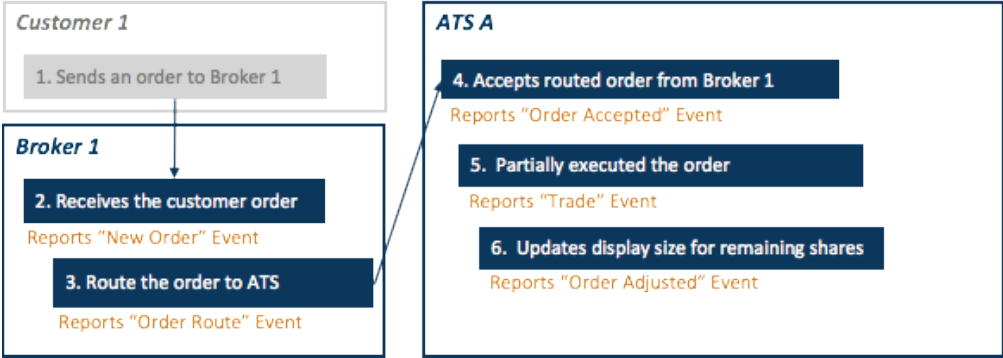 Customer 1
1. Sends an order to Broker 1
Broker 1
2. Receives the customer order
Reports “New Order” Event
3. Route the order to ATS
Reports “Order Route” Event
ATS A
4. Accepts routed order from Broker 1
Reports “Order Accepted” Event
5. Partially executed the order
Reports “Trade” Event
6. Updates display size for remaining shares
Reports “Order Adjusted” Event